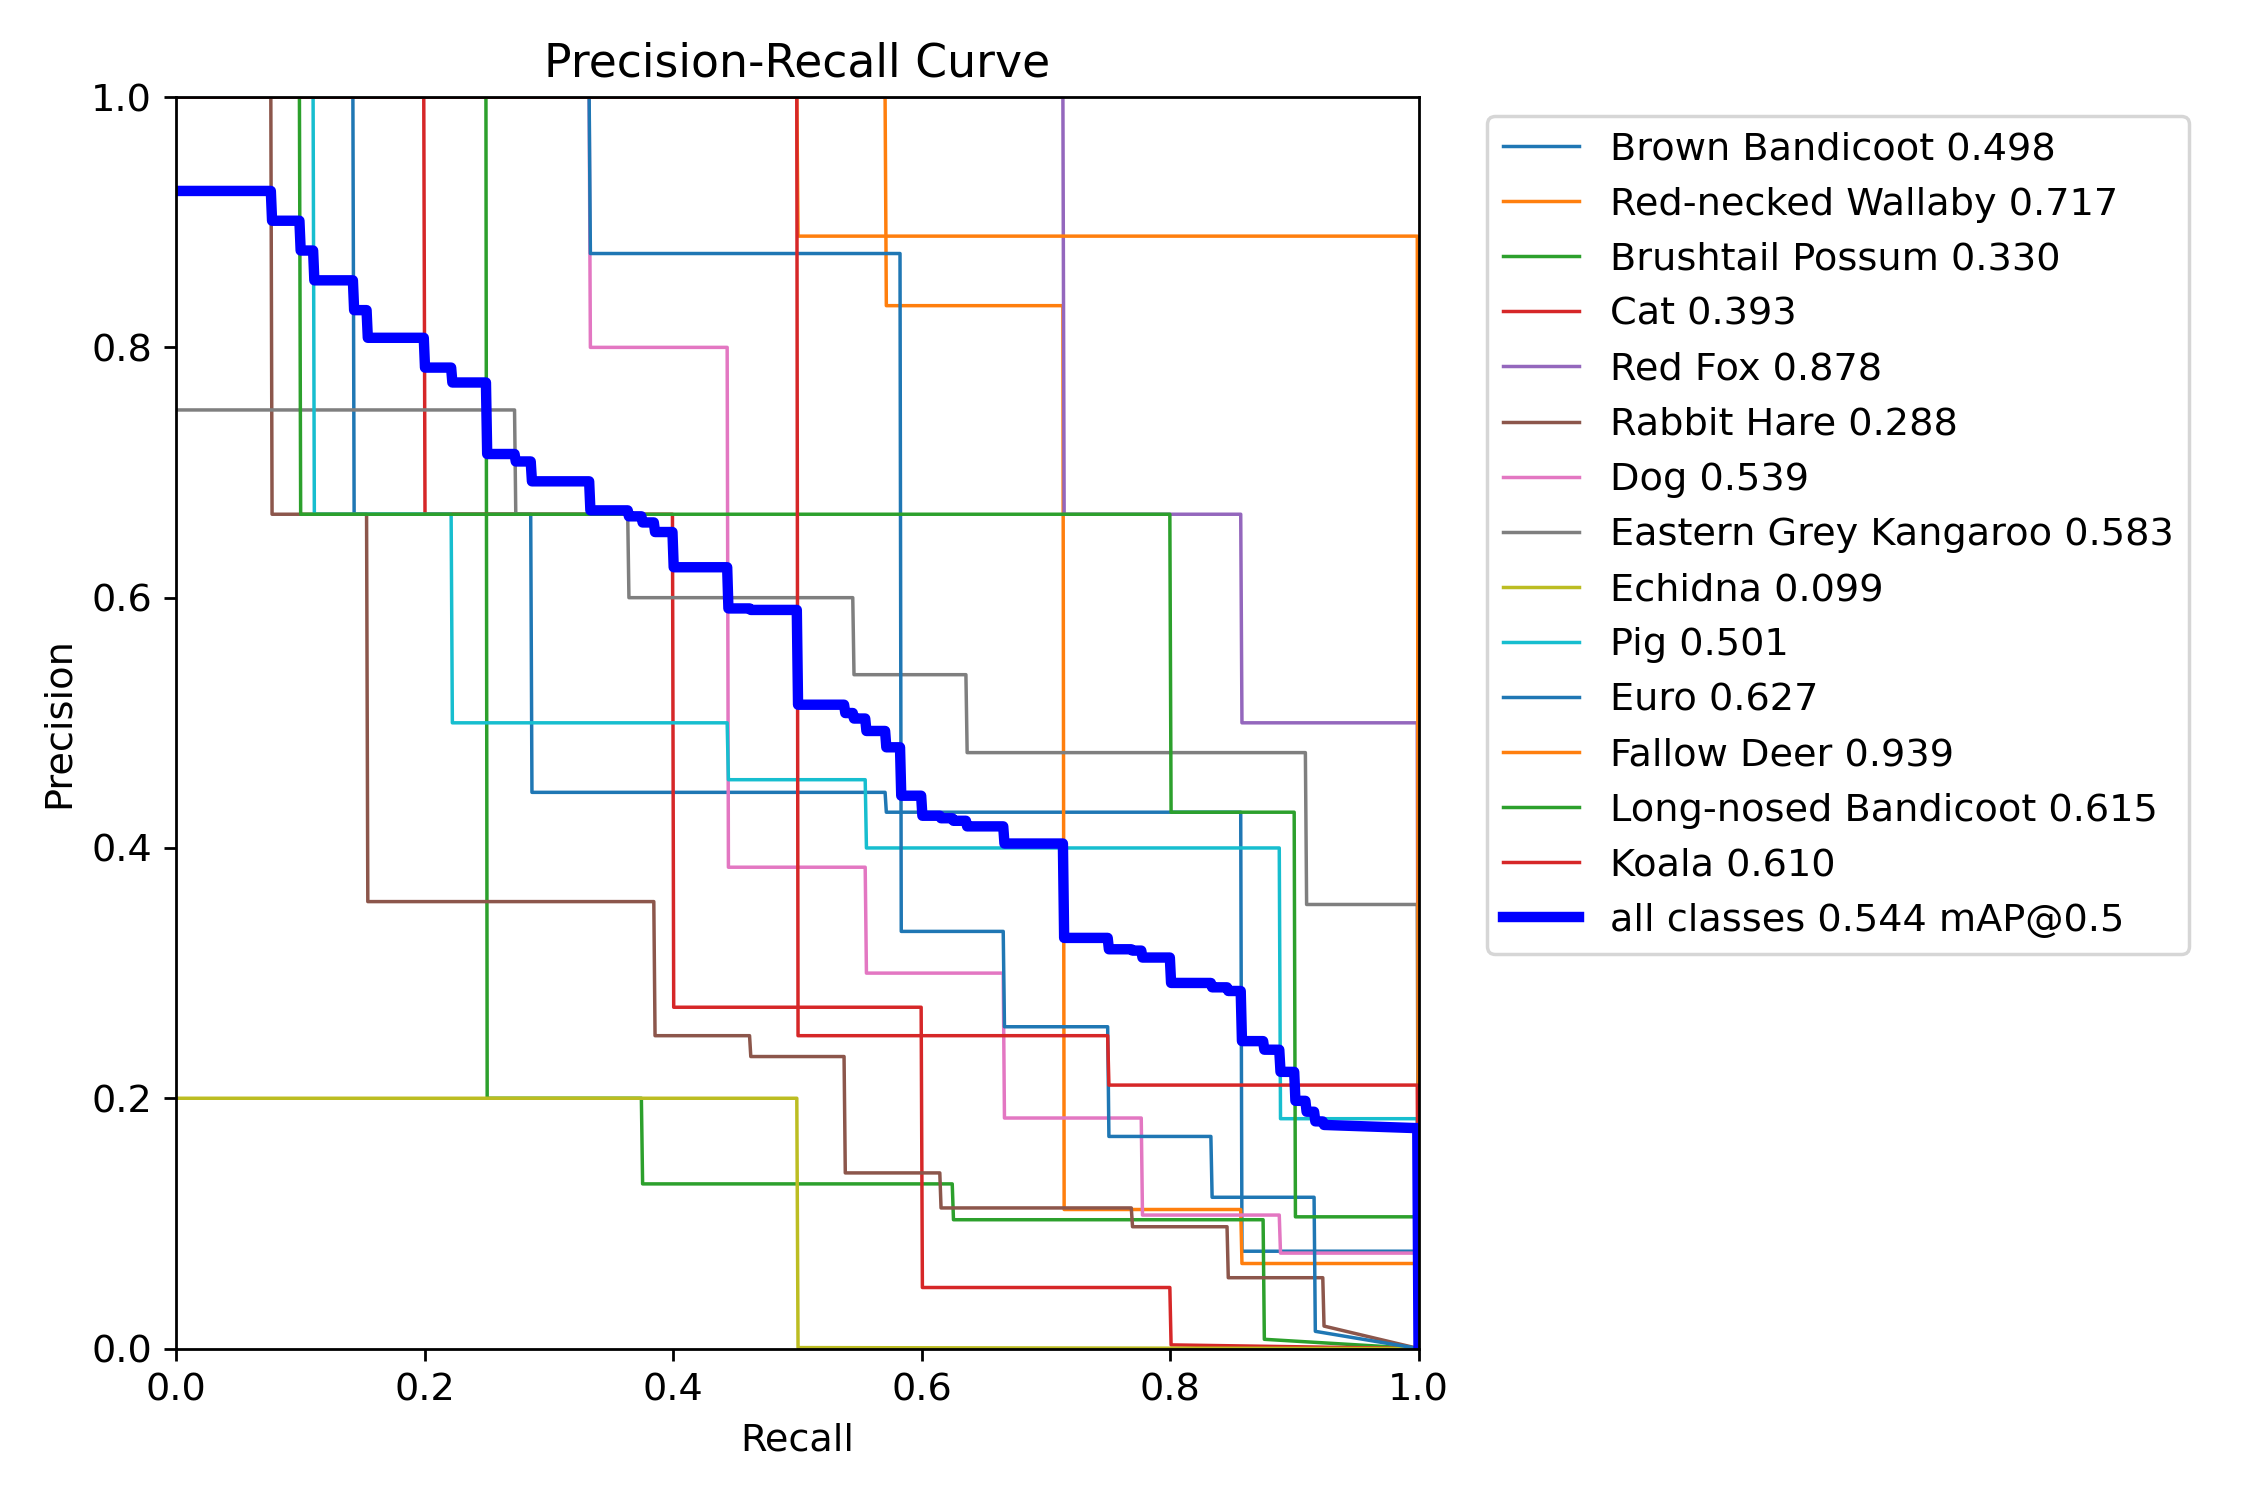 Precision-Recall Curve
1.0
0.8
0.6
0.4
0.2
0.0
Precision
0.0 0.2 0.4 0.6 0.8 1.0
Recall
Brown Bandicoot 0.498
Red-necked Wallaby 0.717
Brushtail Possum 0.330
Cat 0.393
Red Fox 0.878
Rabbit Hare 0.288
Dog 0.539
Eastern Grey Kangaroo 0.583
Echidna 0.099
Pig 0.501
Euro 0.627
Fallow Deer 0.939
Long-nosed Bandicoot 0.615
Koala 0.610
all classes 0.544 mAP@0.5